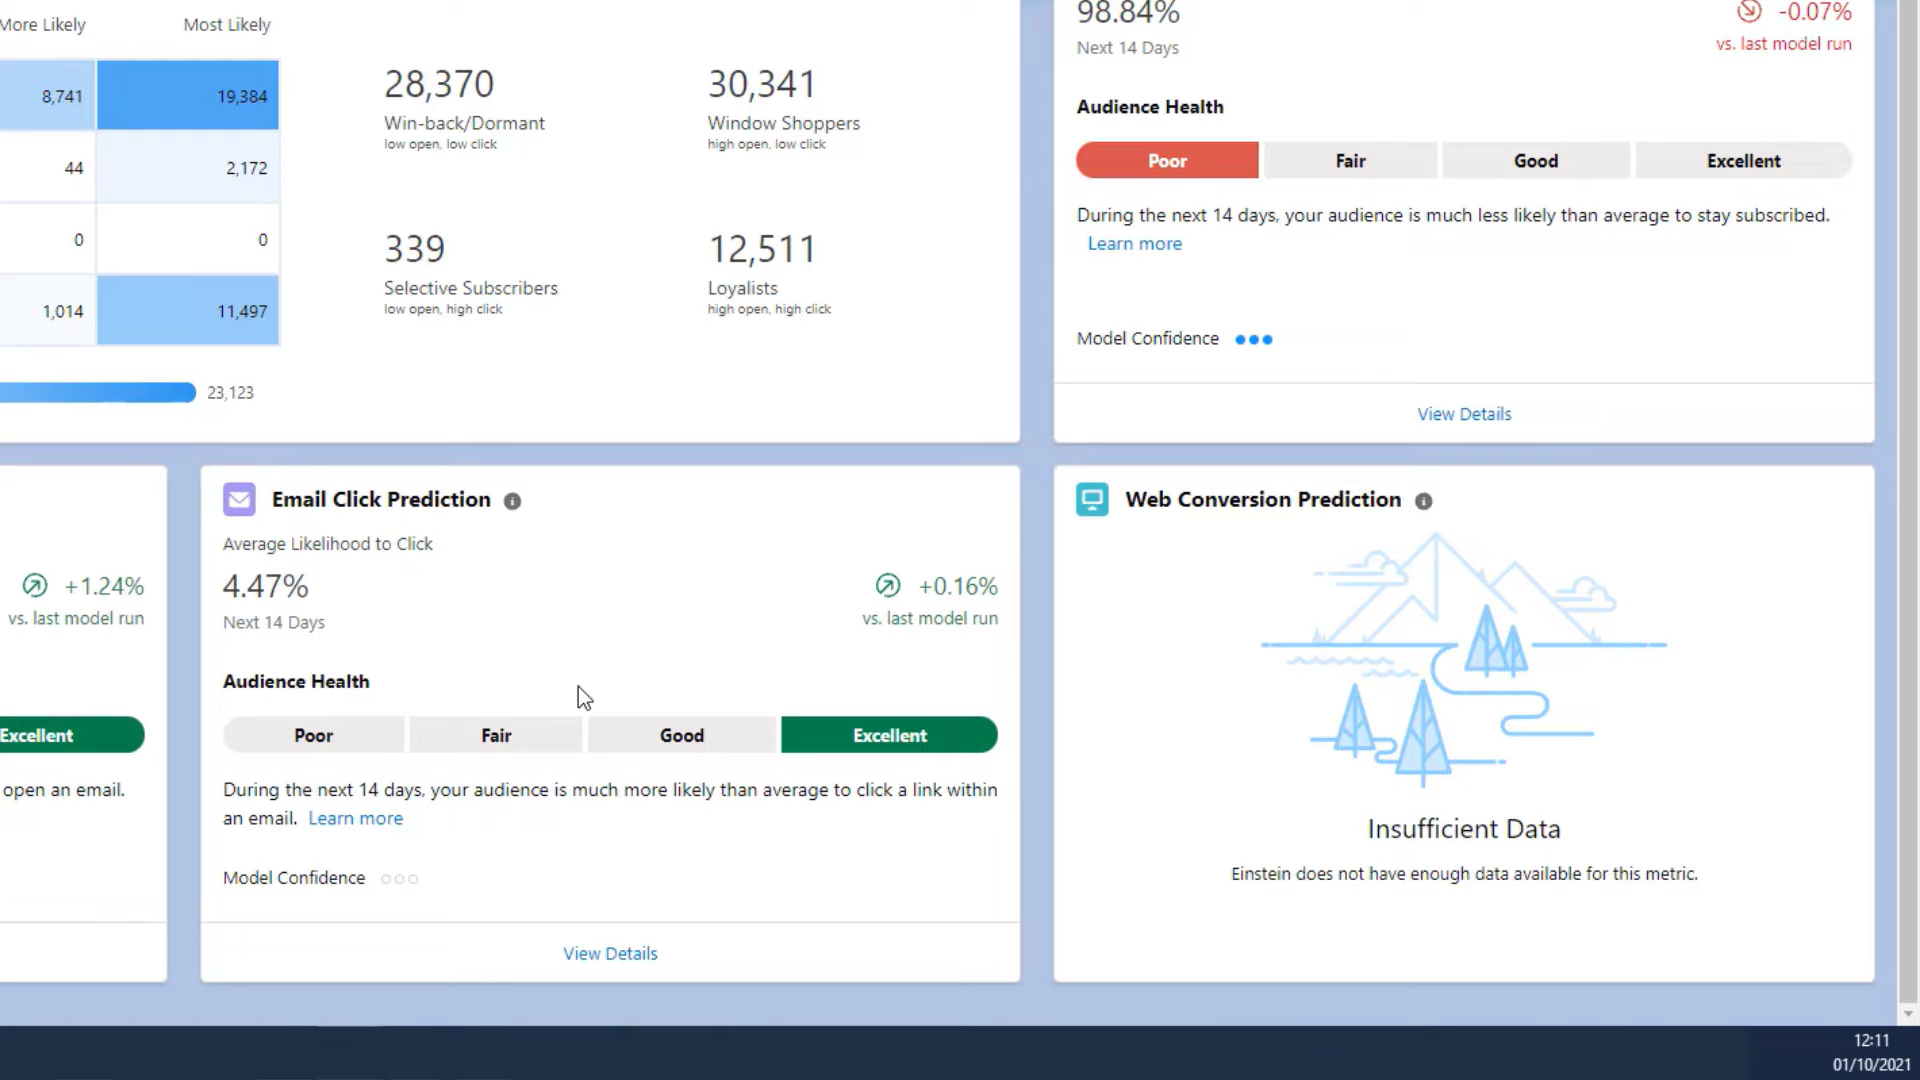 More Likely
Most Likely
8,741
19,384
44
2,172
0
0
1,014
11,497
23,123
28,370
Win-back/Dormant
low open, low click
30,341
Window Shoppers
high open, low click
339
Selective Subscribers
low open, high click
12,511
Loyalists
high open, high click
98.84%
-0.07%
Next 14 Days
vs. last model run
Audience Health
Poor
Fair
Good
Excellent
During the next 14 days, your audience is much less likely than average to stay subscribed.
Learn more
Model Confidence
View Details
+1.24%
vs. last model run
Excellent
open an email.
Email Click Prediction
Average Likelihood to Click
4.47%
+0.16%
Next 14 Days
vs. last model run
Audience Health
Poor
Fair
Good
Excellent
During the next 14 days, your audience is much more likely than average to click a link within
an email. Learn more
Model Confidence
View Details
Web Conversion Prediction
Insufficient Data
Einstein does not have enough data available for this metric.
12:11
01/10/2021